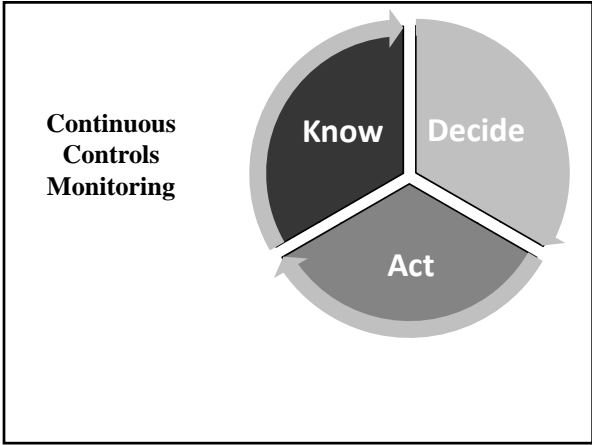 Continuous
Controls
Monitoring
Know
Decide
Act